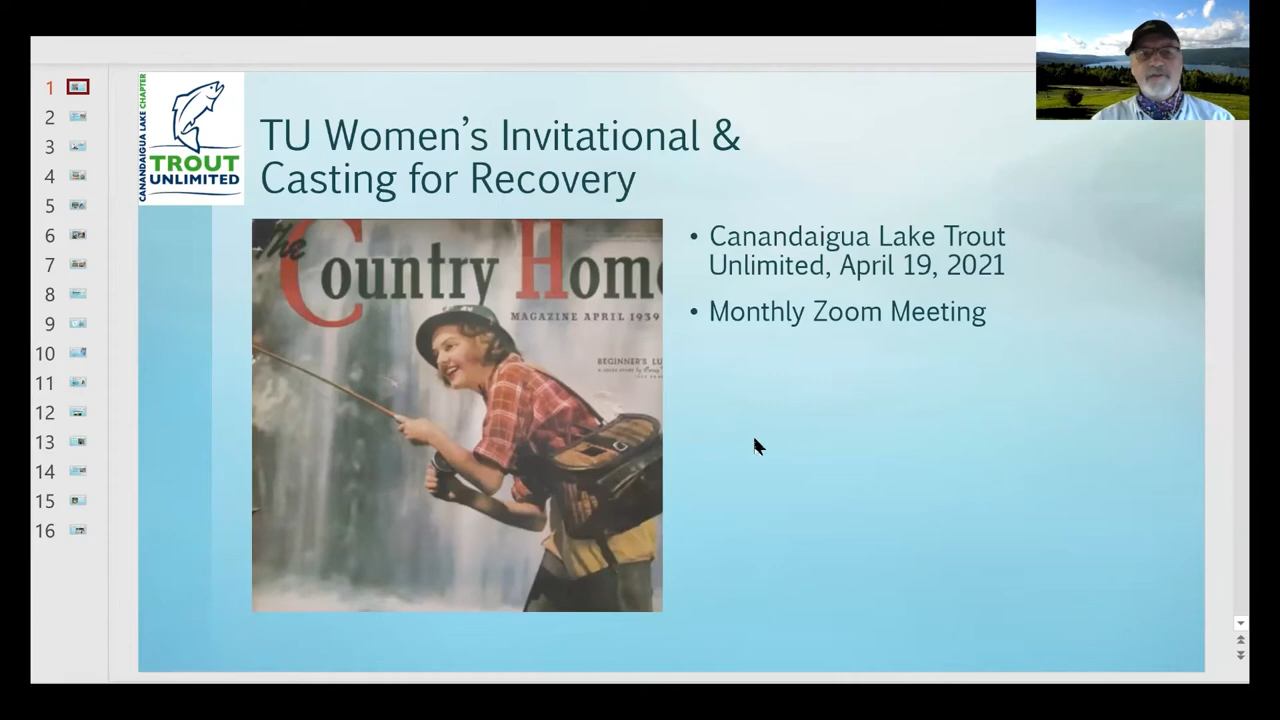 1
2
3
4
5
6
7
8
9
10
11
12
13
14
15
16
CANANDAIGUA LAKE CHAPTER
TROUT
UNLIMITED
TU Women's Invitational &
Casting for Recovery
The
Country Home
MAGAZINE APRIL 1939
BEGINNER'S LU
• Canandaigua Lake Trout
Unlimited, April 19, 2021
• Monthly Zoom Meeting